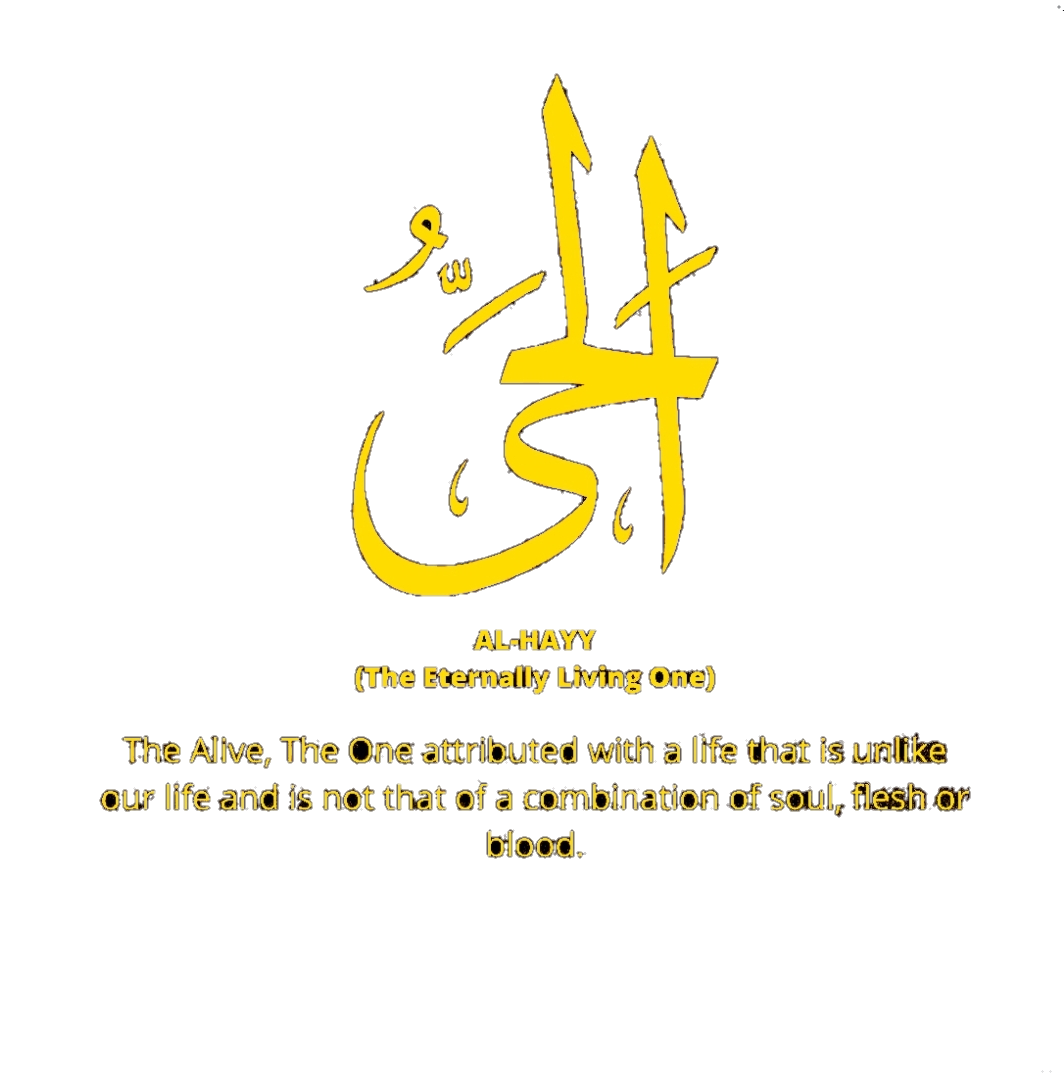 الحَيُّ
AL-HAYY
(The Eternally Living One)
The Alive, The One attributed with a life that is unlike
our life and is not that of a combination of soul, flesh or
blood.